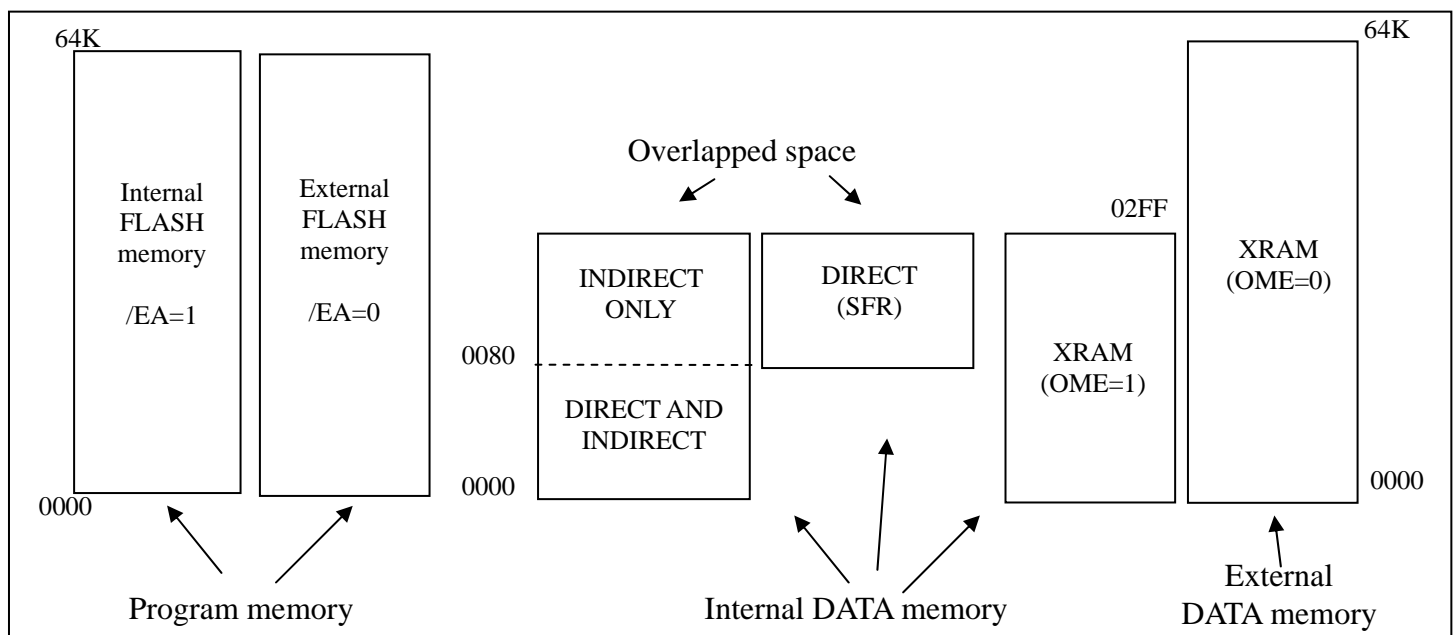 64K
64K
Overlapped space
Internal
FLASH
memory
/EA=1
External
FLASH
memory
/EA=0
02FF
INDIRECT
ONLY
DIRECT
(SFR)
XRAM
(OME=0)
0080
XRAM
(OME=1)
DIRECT AND
INDIRECT
0000
0000
0000
Program memory
Internal DATA memory
External
DATA memory